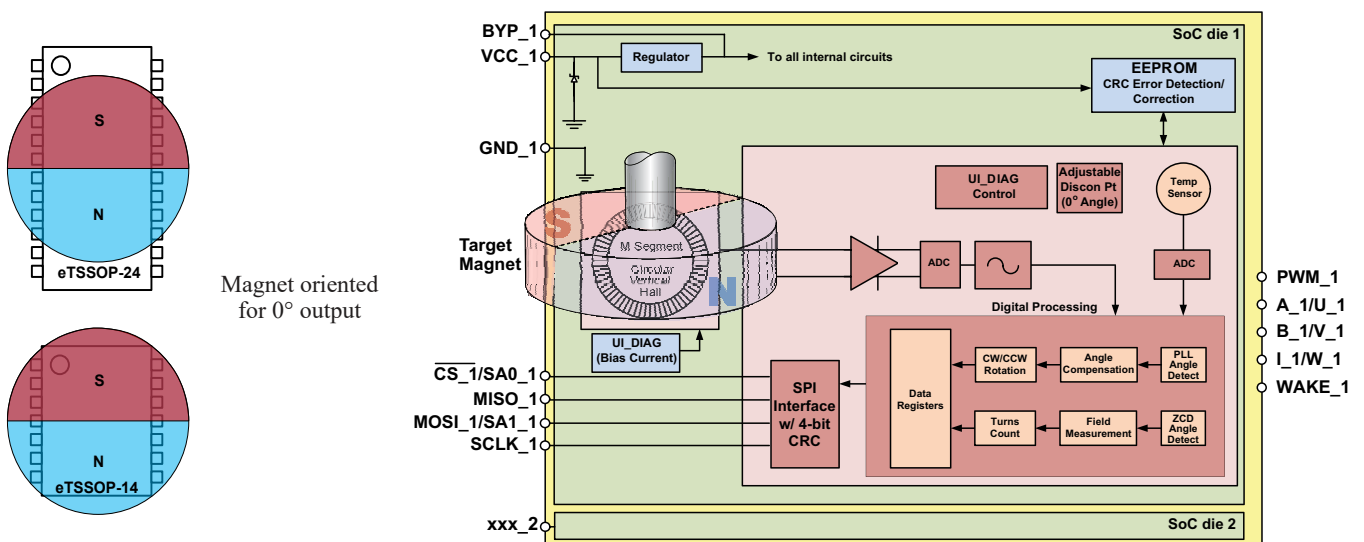 S
N
eTSSOP-24
Magnet oriented
for 0° output
S
N
eTSSOP-14
BYP_1
VCC_1
GND_1
Target
Magnet
CS_1/SA0_1
MISO_1
MOSI_1/SA1_1
SCLK_1
xxx_2
SoC die 1
Regulator
To all internal circuits
EEPROM
CRC Error Detection/
Correction
UI_DIAG
Control
Adjustable
Discon Pt
(0° Angle)
Temp
Sensor
S
M Segment
Circular
Vertical
Hall
N
ADC
ADC
UI_DIAG
(Bias Current)
Digital Processing
SPI
Interface
w/ 4-bit
CRC
Data
Registers
CW/CCW
Rotation
Angle
Compensation
PLL
Angle
Detect
Turns
Count
Field
Measurement
ZCD
Angle
Detect
SoC die 2
PWM_1
A_1/U_1
B_1/V_1
I_1/W_1
WAKE_1